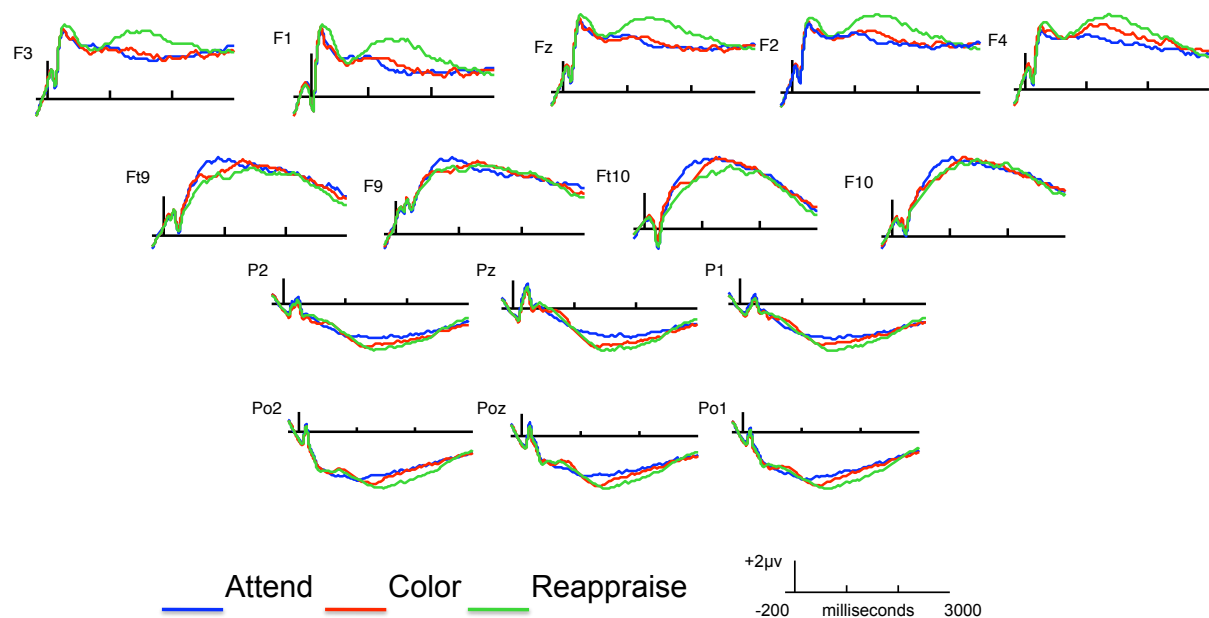 F3 F1 Fz F2 F4
Ft9 F9 Ft10 F10
P2 Pz P1
Po2 Poz Po1
Attend Color Reappraise
+2μv
-200 milliseconds 3000